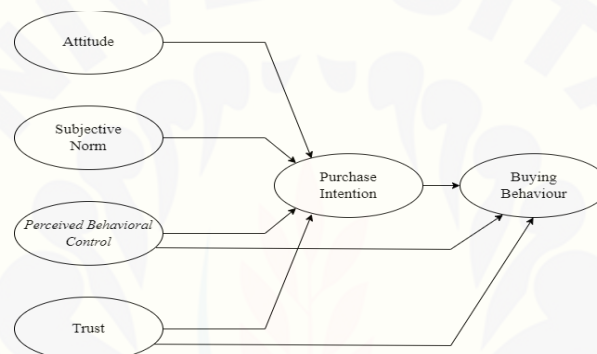 Attitude
Subjective
Norm
Perceived Behavioral
Control
Trust
Purchase
Intention
Buying
Behaviour